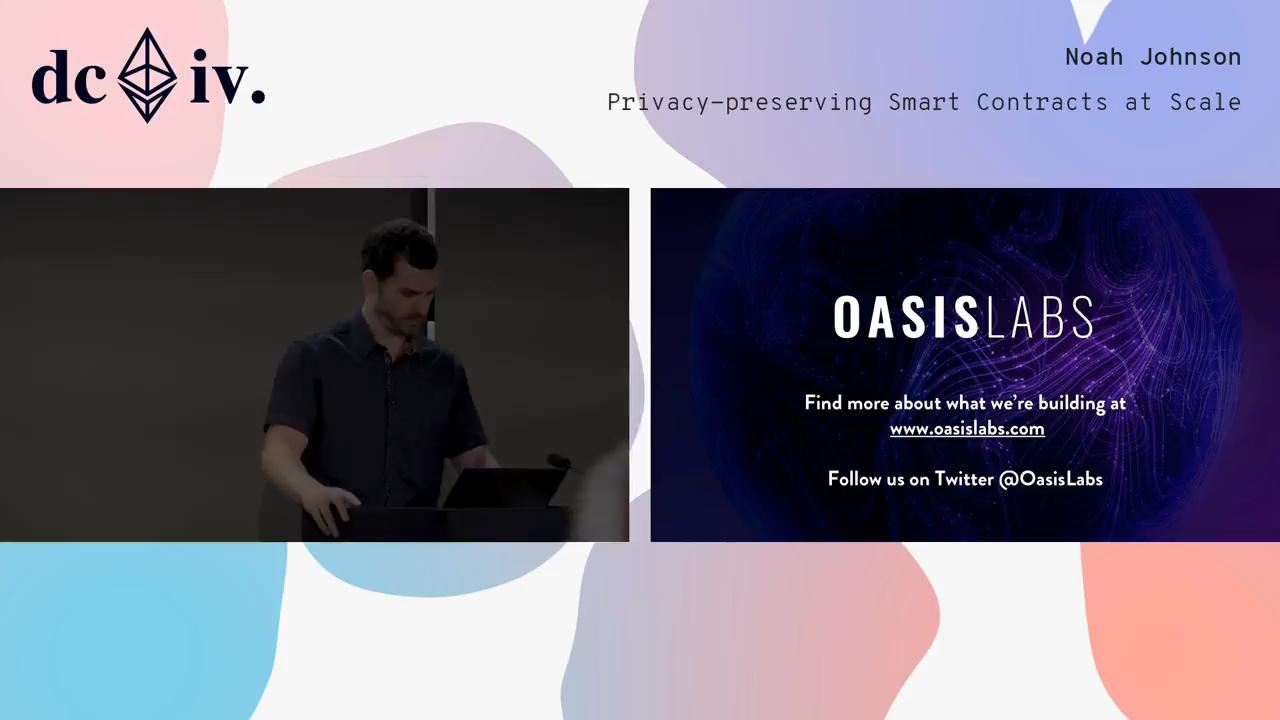 dc iv.
Noah Johnson
Privacy-preserving Smart Contracts at Scale
OASISLABS
Find more about what we're building at
www.oasislabs.com
Follow us on Twitter @OasisLabs